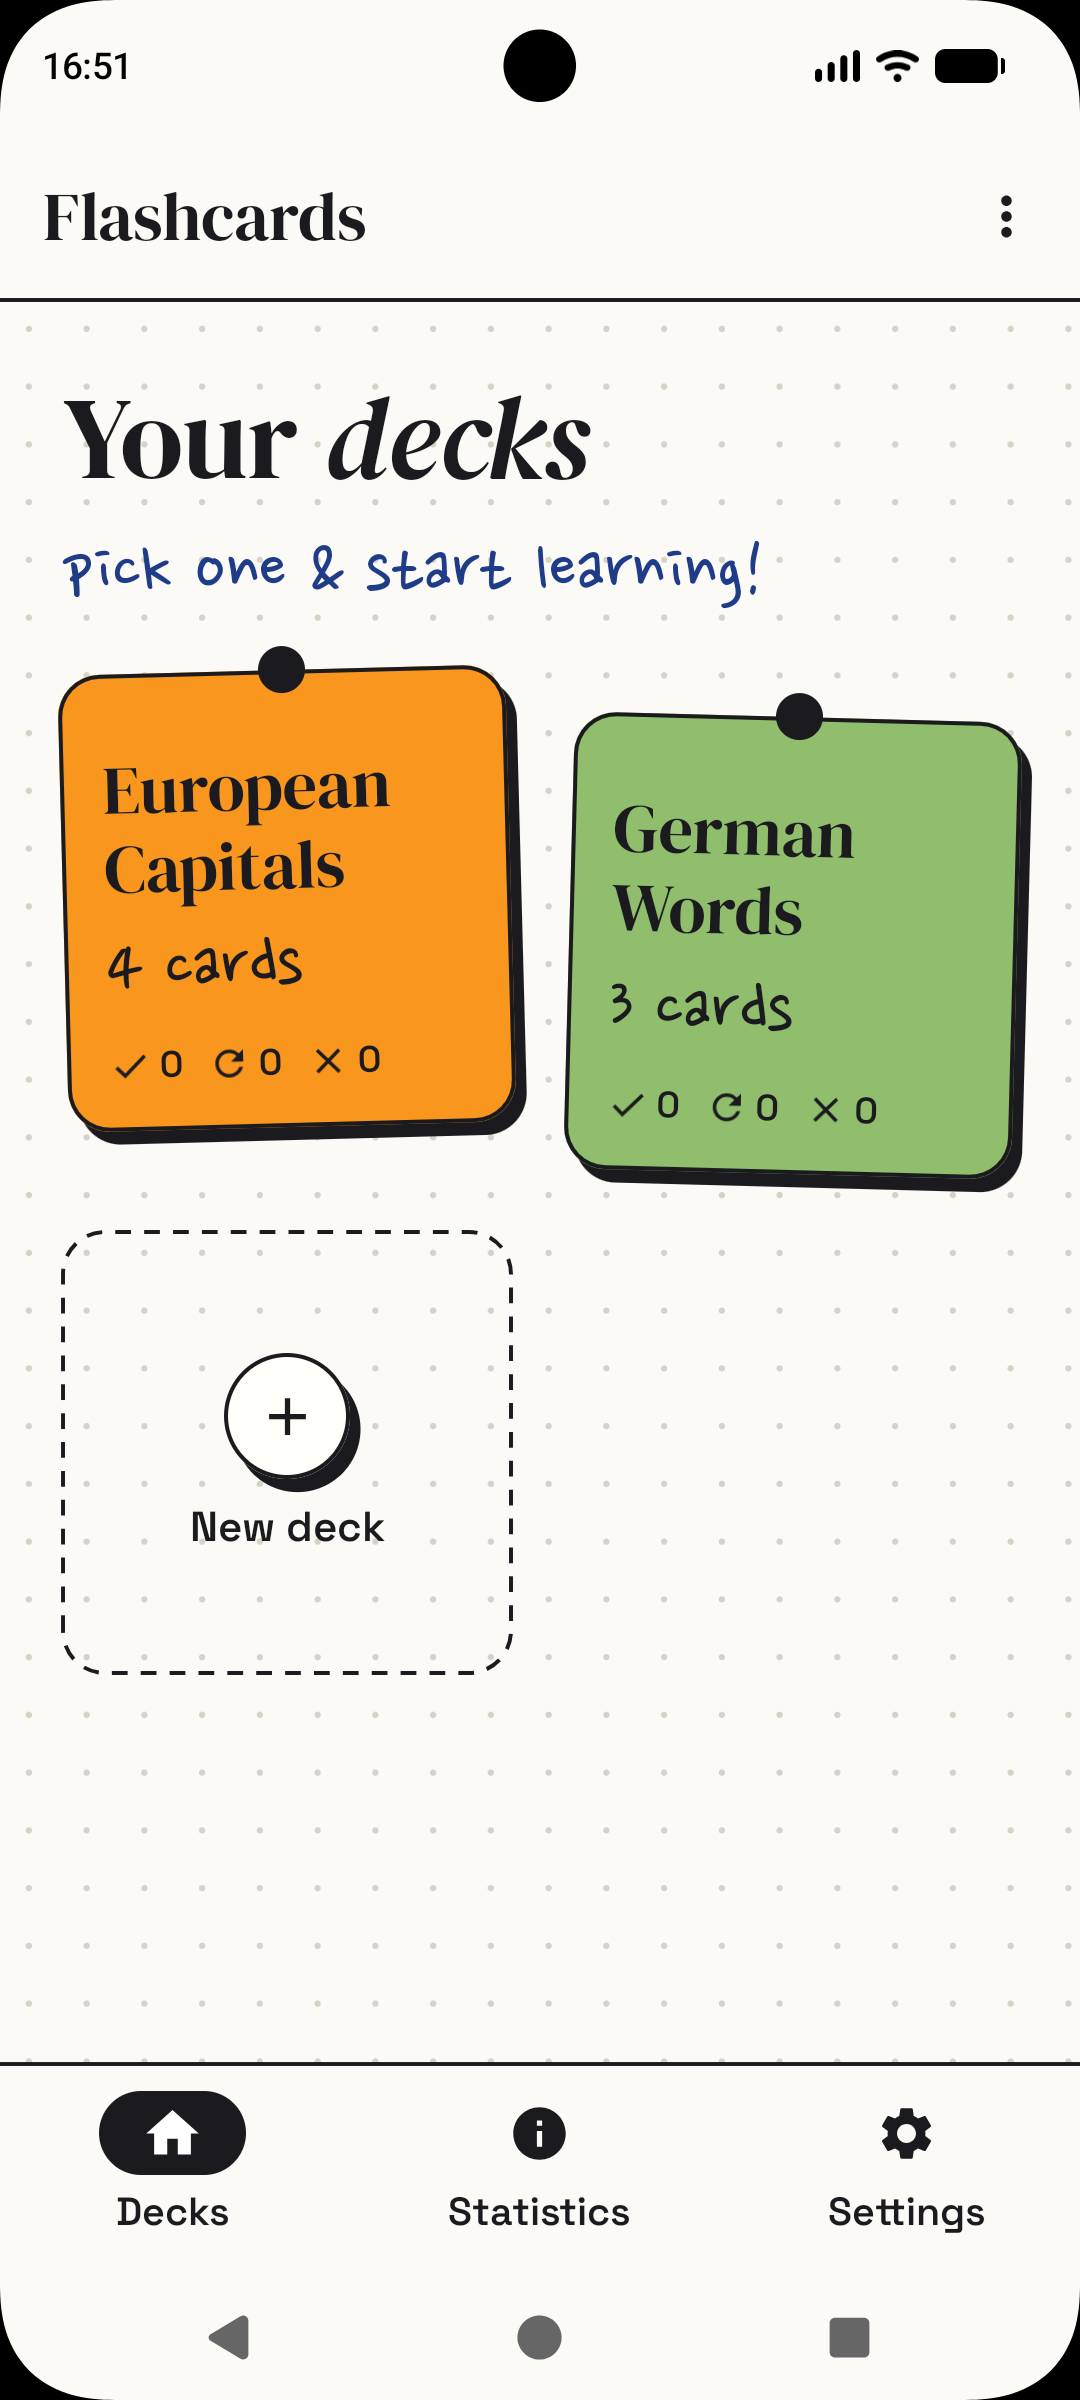 16:51
Flashcards
Your decks
pick one & start learning!
European
Capitals
4 cards
0 0 0
German
Words
3 cards
0 0 0
New deck
Decks
Statistics
Settings